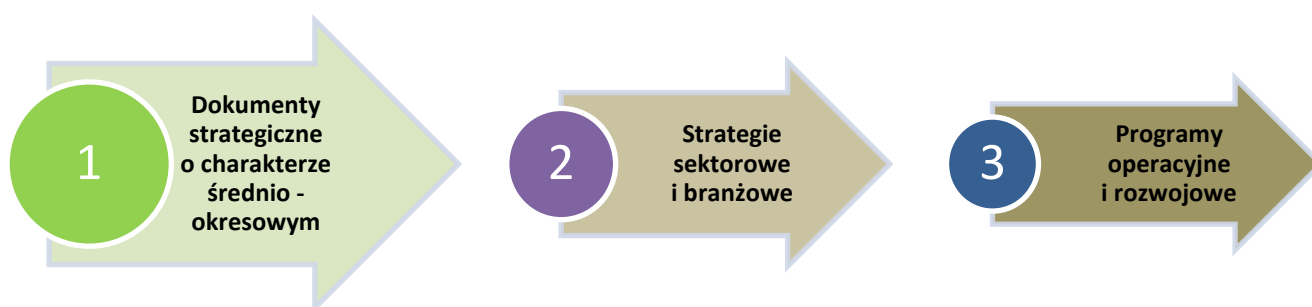 1
Dokumenty
strategiczne
o charakterze
średnio -
okresowym
2
Strategie
sektorowe
i branżowe
3
Programy
operacyjne
i rozwojowe